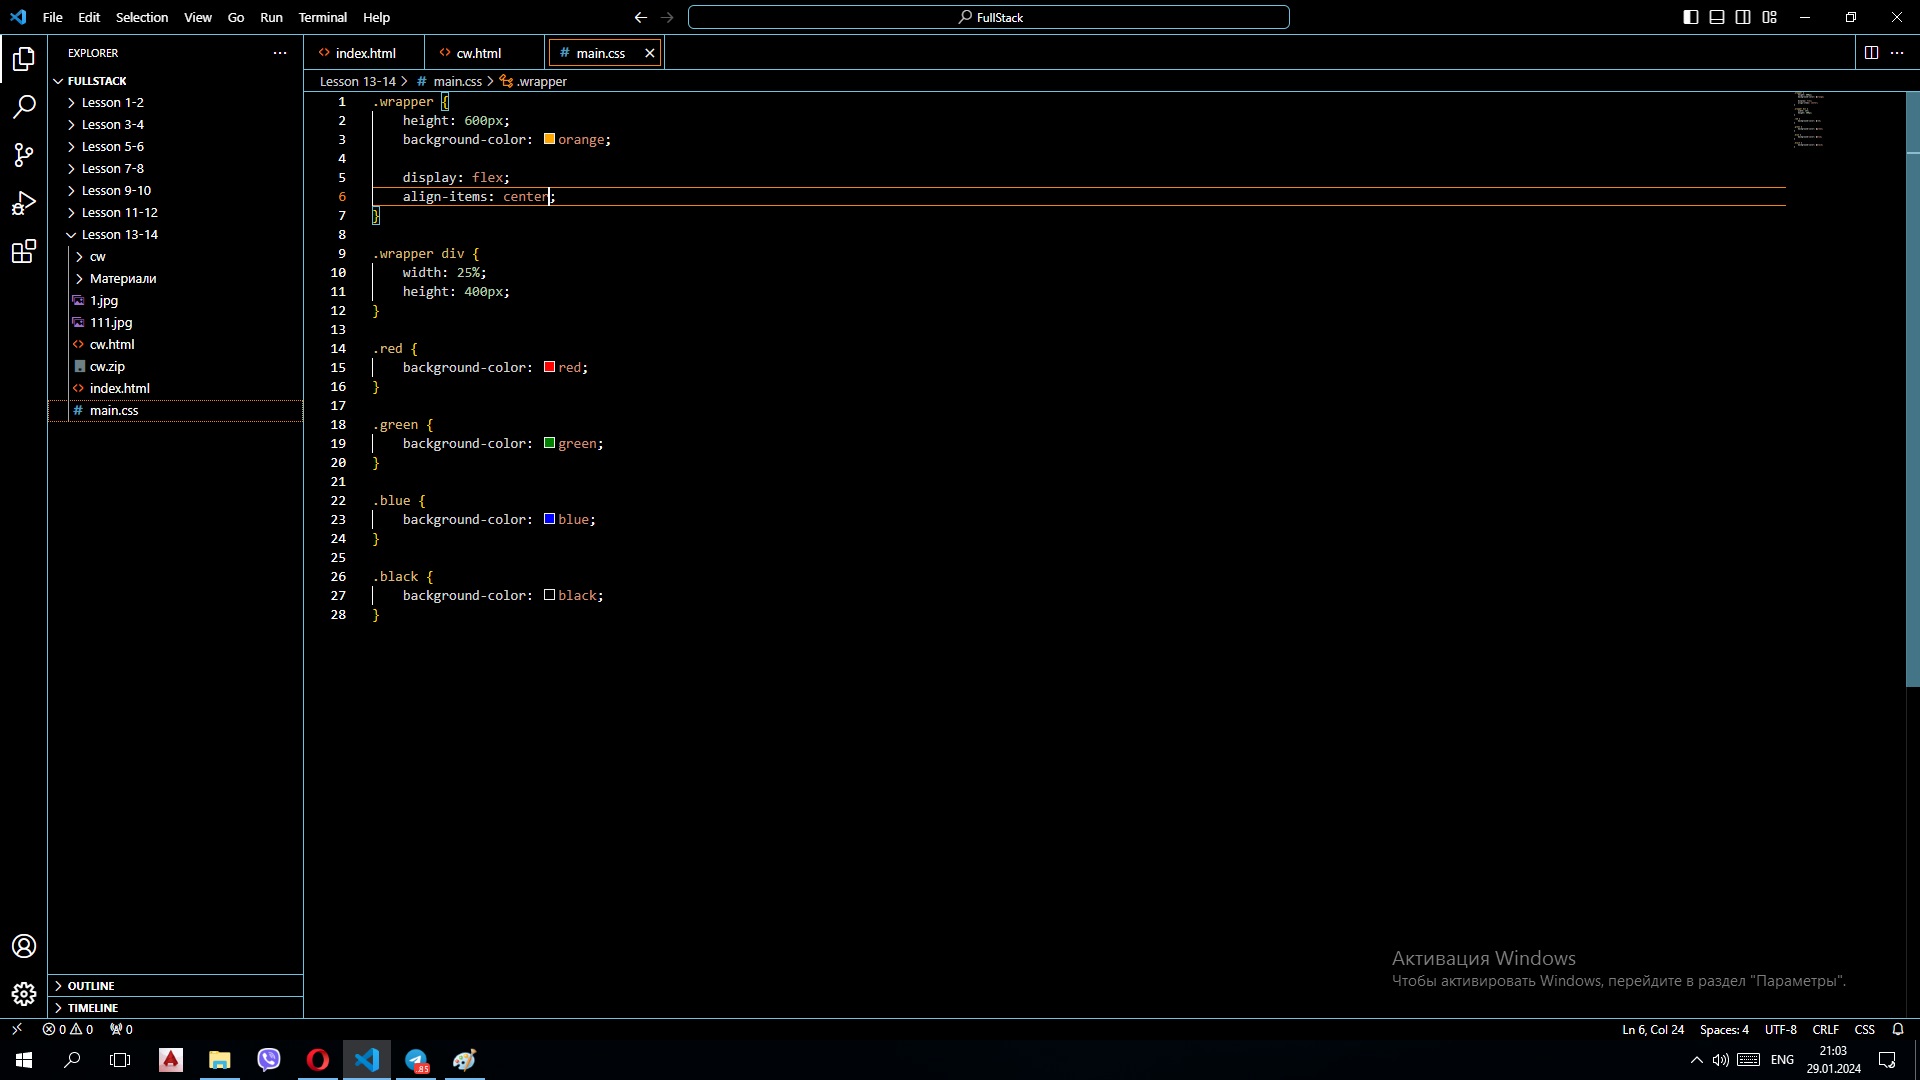 File Edit Selection View Go Run Terminal Help
FullStack
EXPLORER
FULLSTACK
Lesson 1-2
Lesson 3-4
Lesson 5-6
Lesson 7-8
Lesson 9-10
Lesson 11-12
Lesson 13-14
cw
Материали
1.jpg
111.jpg
cw.html
cw.zip
index.html
main.css
OUTLINE
TIMELINE
index.html cw.html main.css
Lesson 13-14 > # main.css > .wrapper
1 .wrapper {
2 height: 600px;
3 background-color: orange;
4
5 display: flex;
6 align-items: center;
7 }
8
9 .wrapper div {
10 width: 25%;
11 height: 400px;
12 }
13
14 .red {
15 background-color: red;
16 }
17
18 .green {
19 background-color: green;
20 }
21
22 .blue {
23 background-color: blue;
24 }
25
26 .black {
27 background-color: black;
28 }
Активация Windows
Чтобы активировать Windows, перейдите в раздел "Параметры".
0 0 0 Ln 6, Col 24 Spaces: 4 UTF-8 CRLF CSS
85 ENG 21:03
29.01.2024